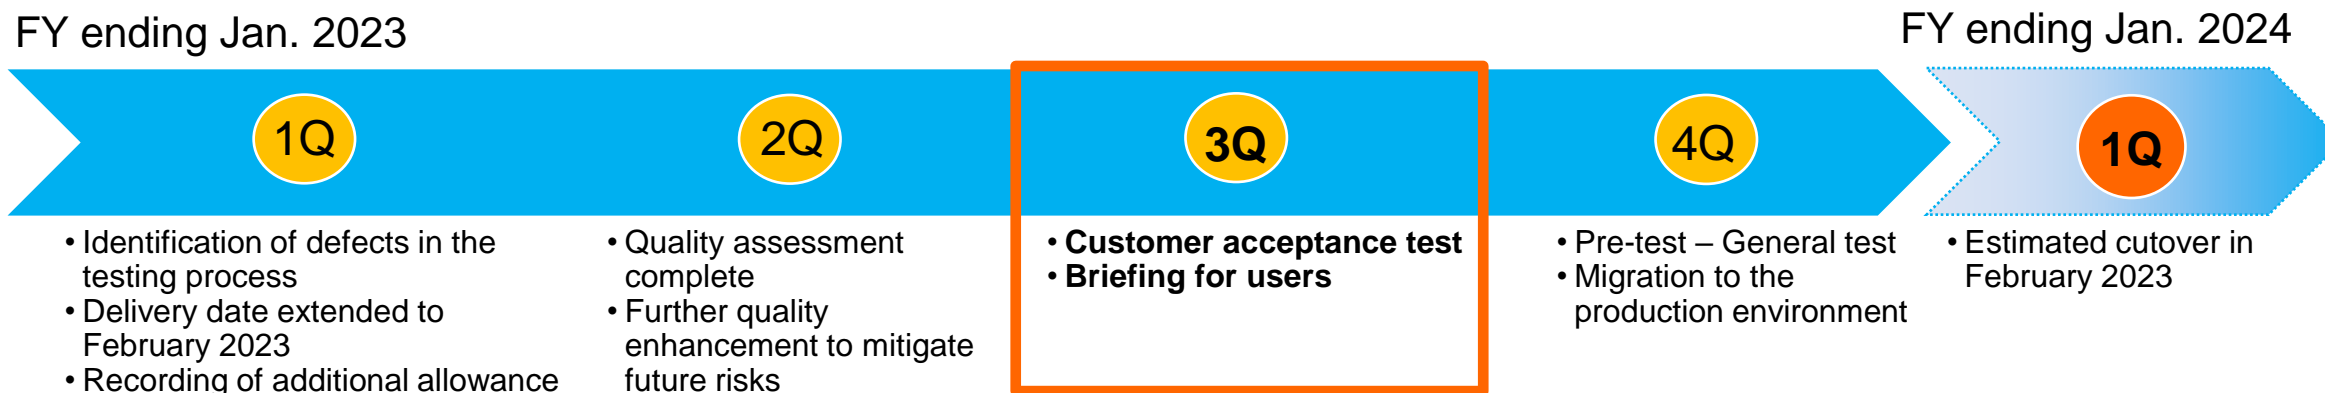 FY ending Jan. 2023
FY ending Jan. 2024
1Q
2Q
3Q
4Q
1Q
• Identification of defects in the
testing process
• Delivery date extended to
February 2023
• Recording of additional allowance
• Quality assessment
complete
• Further quality
enhancement to mitigate
future risks
• Customer acceptance test
• Briefing for users
• Pre-test – General test
• Migration to the
production environment
• Estimated cutover in
February 2023